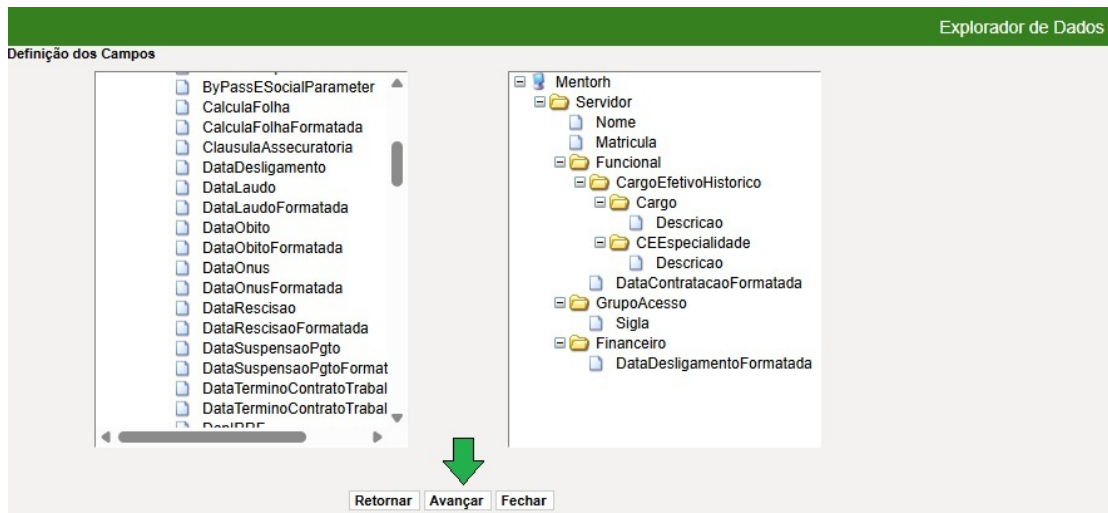 Explorador de Dados
Definição dos Campos
ByPassESocialParameter
CalculaFolha
CalculaFolhaFormatada
ClausulaAssecuratoria
DataDesligamento
DataLaudo
DataLaudoFormatada
DataObito
DataObitoFormatada
DataOnus
DataOnusFormatada
DataRescisao
DataRescisaoFormatada
DataSuspensaoPgto
DataSuspensaoPgtoFormat
DataTerminoContratoTrabal
DataTerminoContratoTrabal
Mentorh
Servidor
Nome
Matricula
Funcional
CargoEfetivoHistorico
Cargo
Descricao
CEEspecialidade
Descricao
DataContratacaoFormatada
GrupoAcesso
Sigla
Financeiro
DataDesligamentoFormatada
Retornar Avançar Fechar